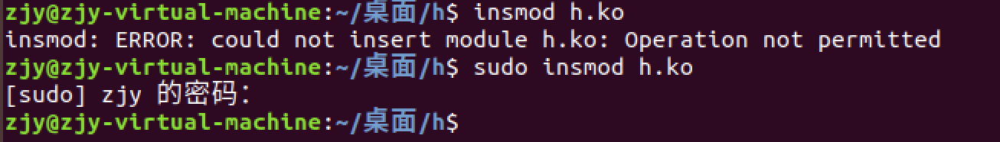 zjy@zjy-virtual-machine:~/桌面/h$ insmod h.ko
insmod: ERROR: could not insert module h.ko: Operation not permitted
zjy@zjy-virtual-machine:~/桌面/h$ sudo insmod h.ko
[sudo] zjy 的密码：
zjy@zjy-virtual-machine:~/桌面/h$